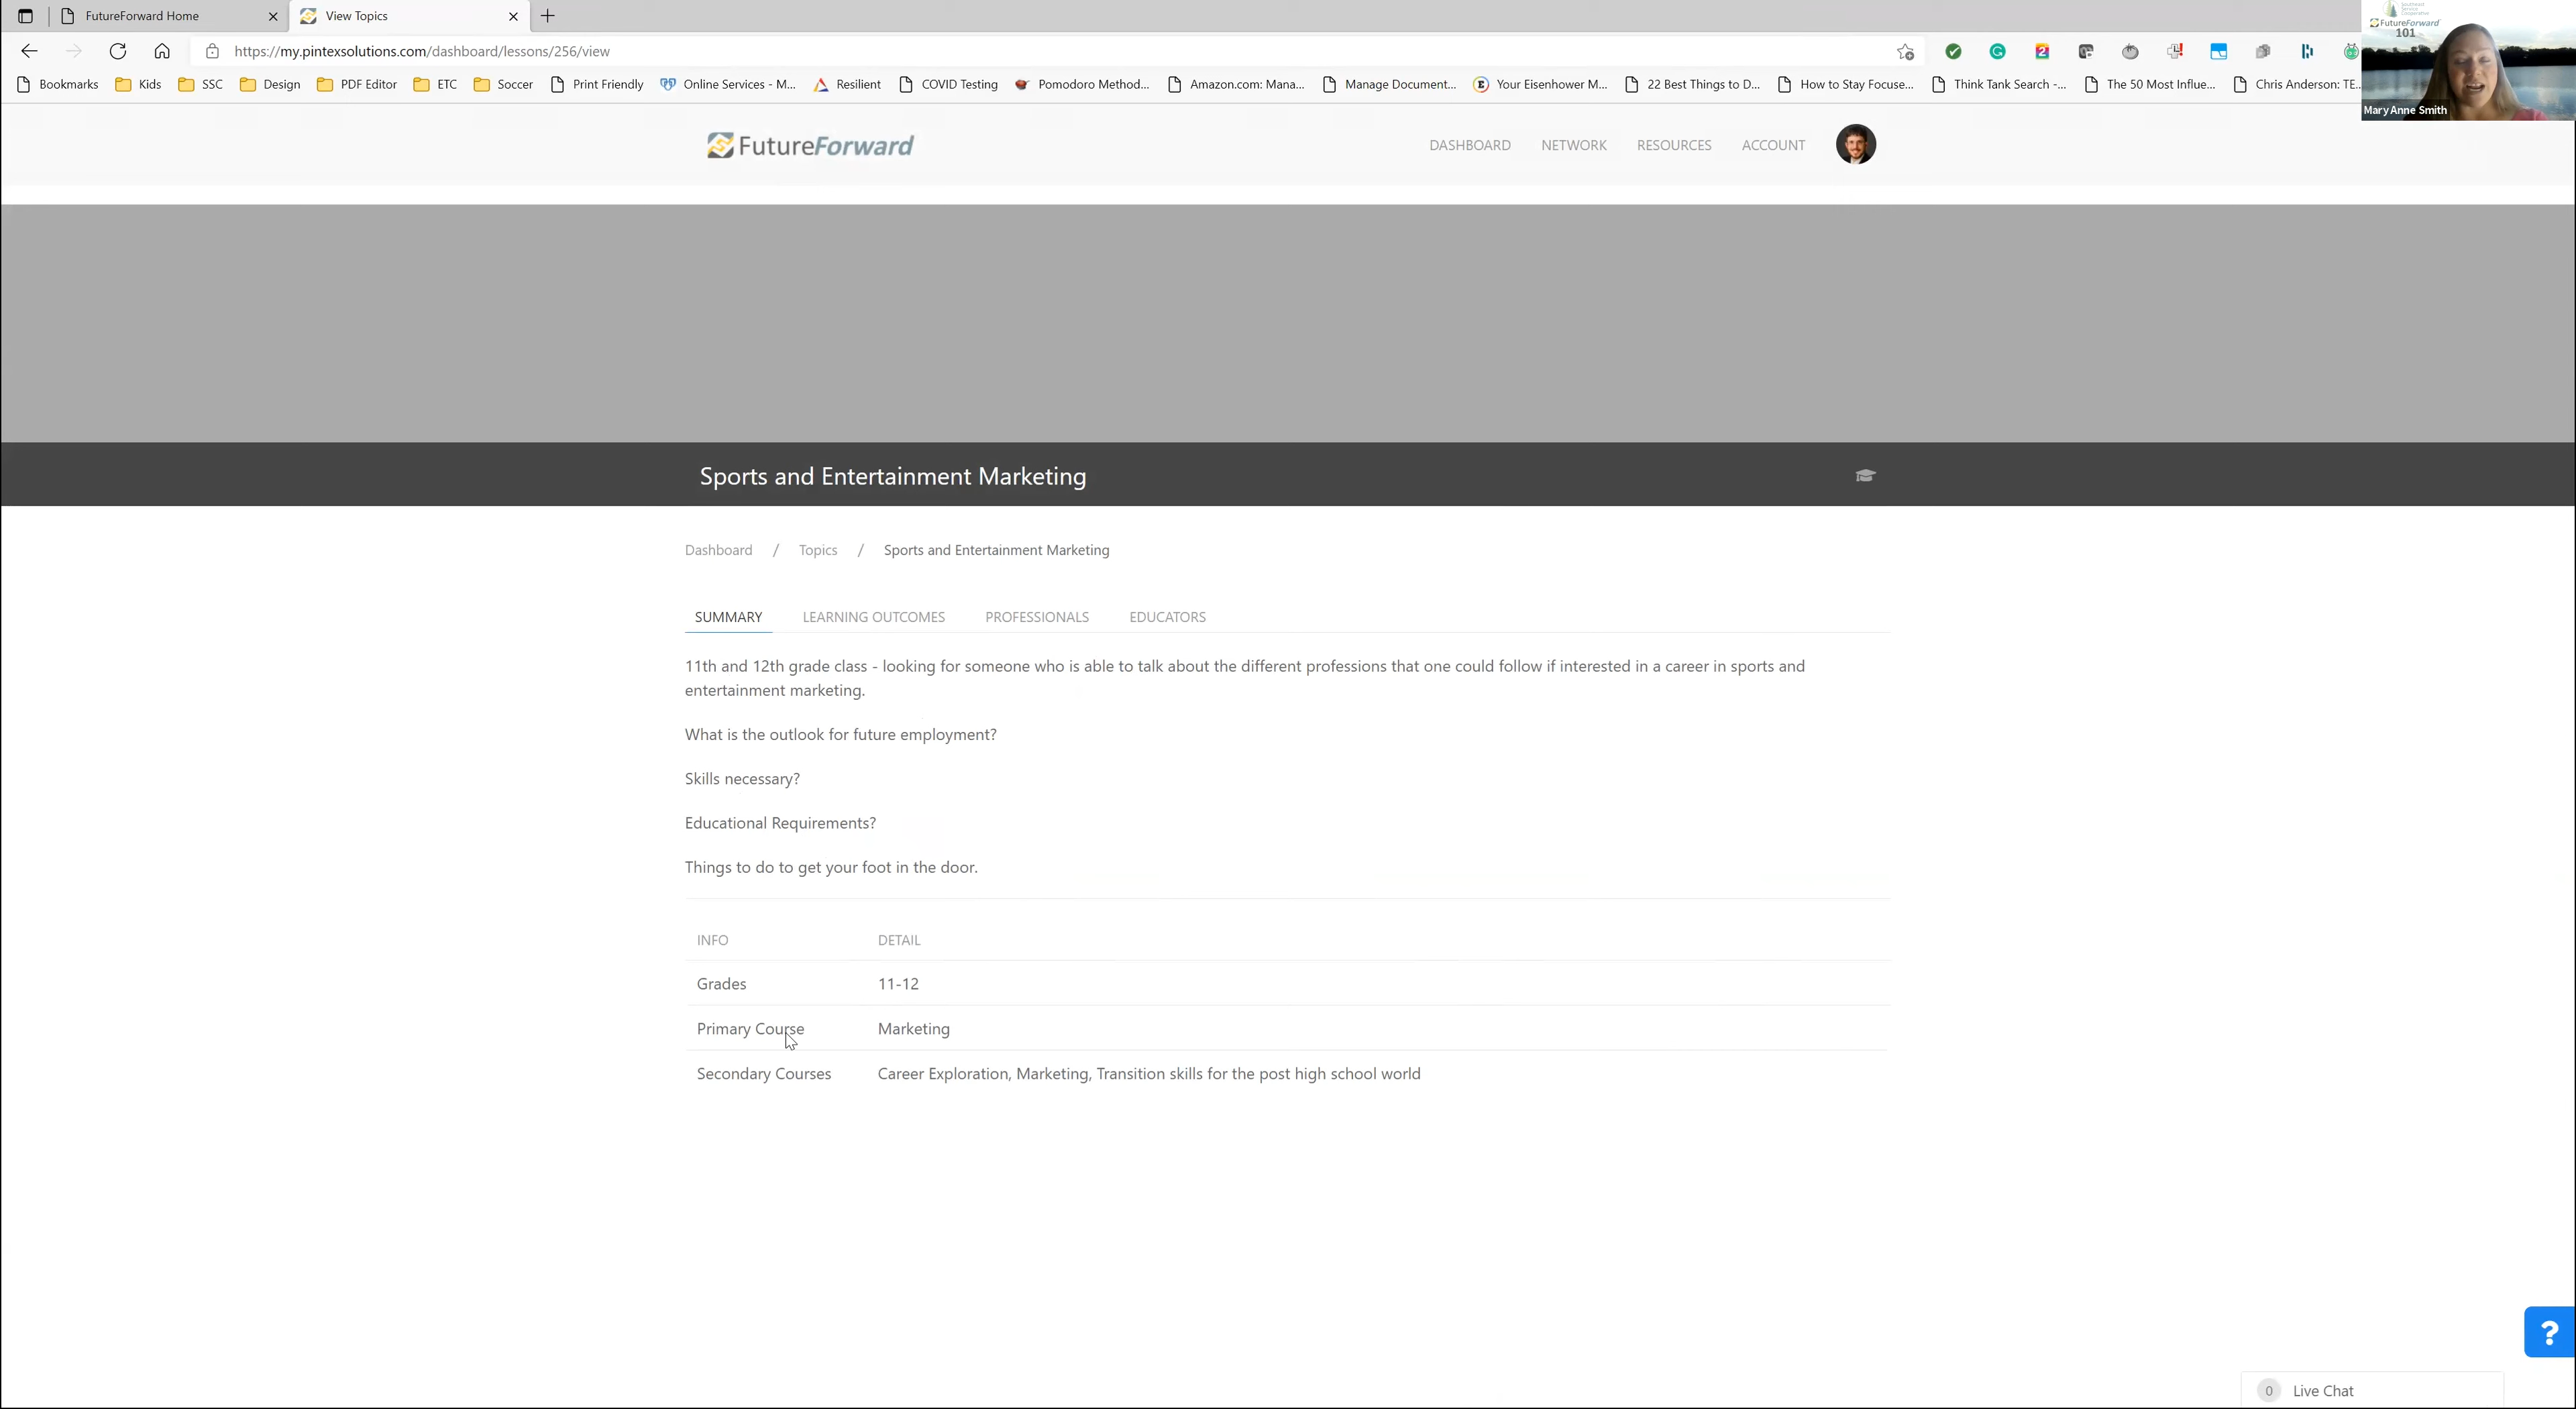 FutureForward Home
View Topics
https://my.pintexsolutions.com/dashboard/lessons/256/view
Bookmarks Kids SSC Design PDF Editor ETC Soccer Print Friendly Online Services - M... Resilient COVID Testing Pomodoro Method... Amazon.com: Mana... Manage Document... Your Eisenhower M... 22 Best Things to D... How to Stay Focuse... Think Tank Search -... The 50 Most Influe... Chris Anderson: TE...
Southeast
Service
Cooperative
FutureForward
101
Mary Anne Smith
FutureForward
DASHBOARD NETWORK RESOURCES ACCOUNT
Sports and Entertainment Marketing
Dashboard / Topics / Sports and Entertainment Marketing
SUMMARY LEARNING OUTCOMES PROFESSIONALS EDUCATORS
11th and 12th grade class - looking for someone who is able to talk about the different professions that one could follow if interested in a career in sports and
entertainment marketing.
What is the outlook for future employment?
Skills necessary?
Educational Requirements?
Things to do to get your foot in the door.
INFO DETAIL
Grades 11-12
Primary Course Marketing
Secondary Courses Career Exploration, Marketing, Transition skills for the post high school world
?
0 Live Chat